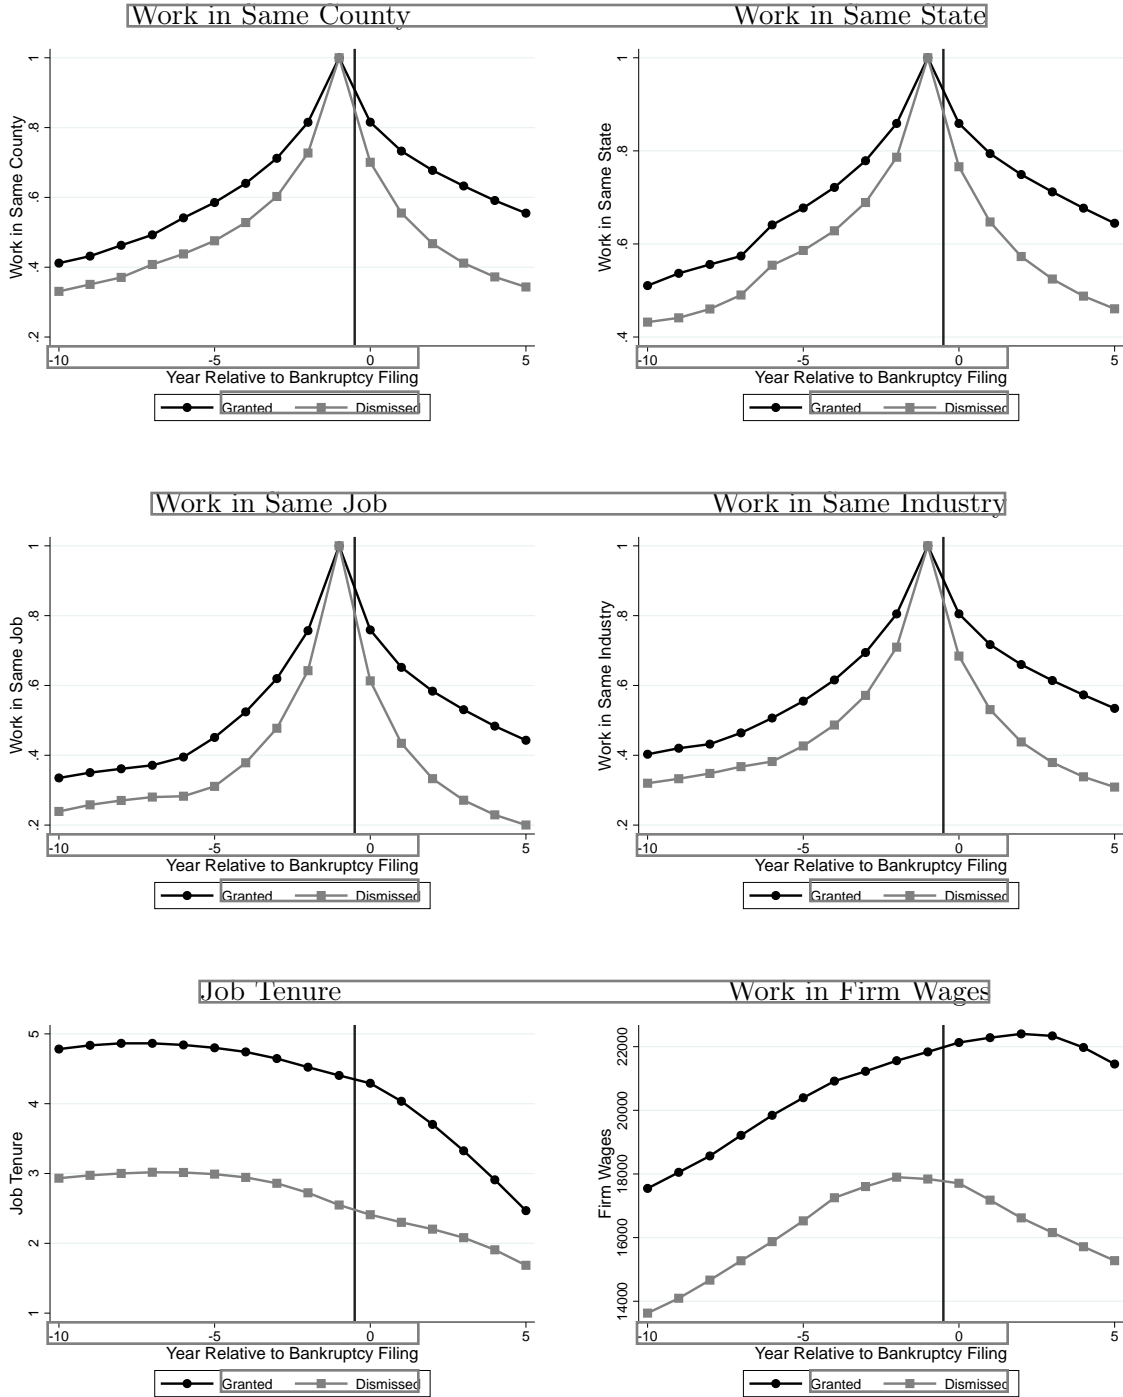 Work in Same County
Work in Same State
Work in Same County
1
.8
.6
.4
.2
-10 -5 0 5
Year Relative to Bankruptcy Filing
Granted Dismissed
Work in Same State
1
.8
.6
.4
-10 -5 0 5
Year Relative to Bankruptcy Filing
Granted Dismissed
Work in Same Job
Work in Same Industry
Work in Same Job
1
.8
.6
.4
.2
-10 -5 0 5
Year Relative to Bankruptcy Filing
Granted Dismissed
Work in Same Industry
1
.8
.6
.4
.2
-10 -5 0 5
Year Relative to Bankruptcy Filing
Granted Dismissed
Job Tenure
Work in Firm Wages
Job Tenure
5
4
3
2
1
-10 -5 0 5
Year Relative to Bankruptcy Filing
Granted Dismissed
Firm Wages
22000
20000
18000
16000
14000
-10 -5 0 5
Year Relative to Bankruptcy Filing
Granted Dismissed